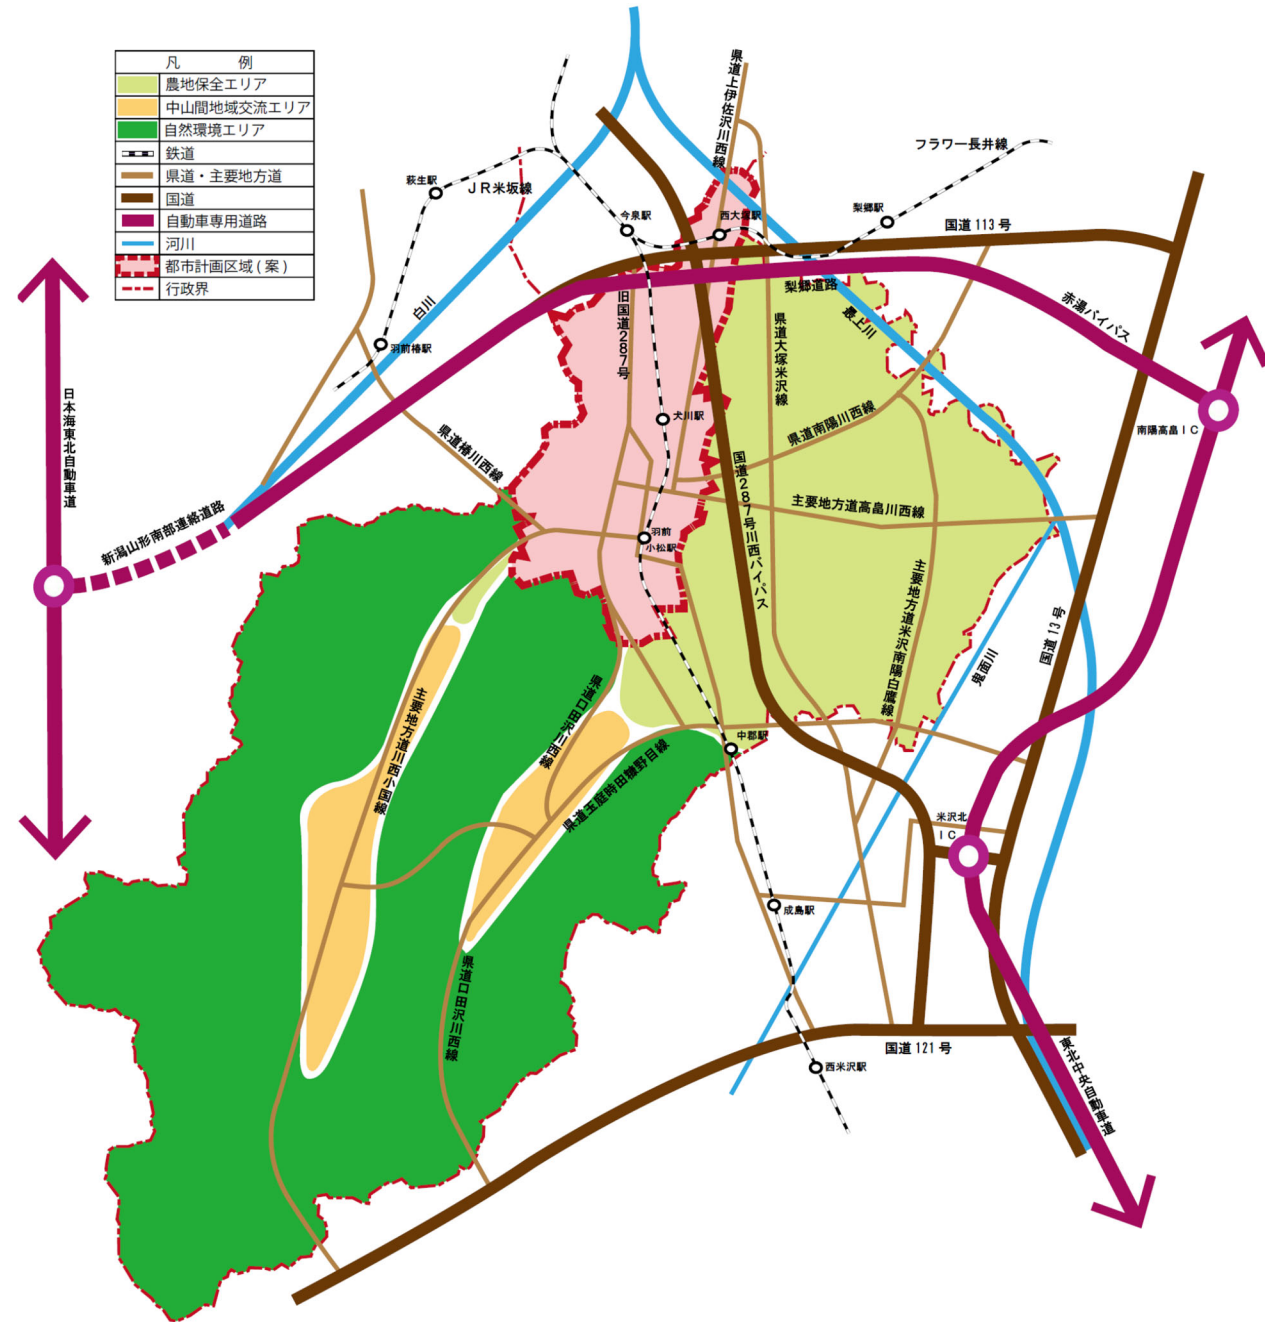 凡 例
農地保全エリア
中山間地域交流エリア
自然環境エリア
鉄道
県道・主要地方道
国道
自動車専用道路
河川
都市計画区域(案)
行政界
県道上伊佐沢川西線
フラワー長井線
萩生駅
JR米坂線
今泉駅
西大塚駅
梨郷駅
国道113号
白川
旧国道287号
梨郷道路
最上川
赤湯バイパス
県道大塚米沢線
羽前椿駅
日本海東北自動車道
犬川駅
県道南陽川西線
南陽高畠IC
県道椿川西線
国道287号川西バイパス
主要地方道高畠川西線
新潟山形南部連絡道路
羽前
小松駅
主要地方道米沢南陽白鷹線
国道13号
鬼面川
主要地方道川西小国線
県道口田沢川西線
県道玉庭時田糠野目線
中郡駅
米沢北
IC
成島駅
県道口田沢川西線
国道121号
西米沢駅
東北中央自動車道